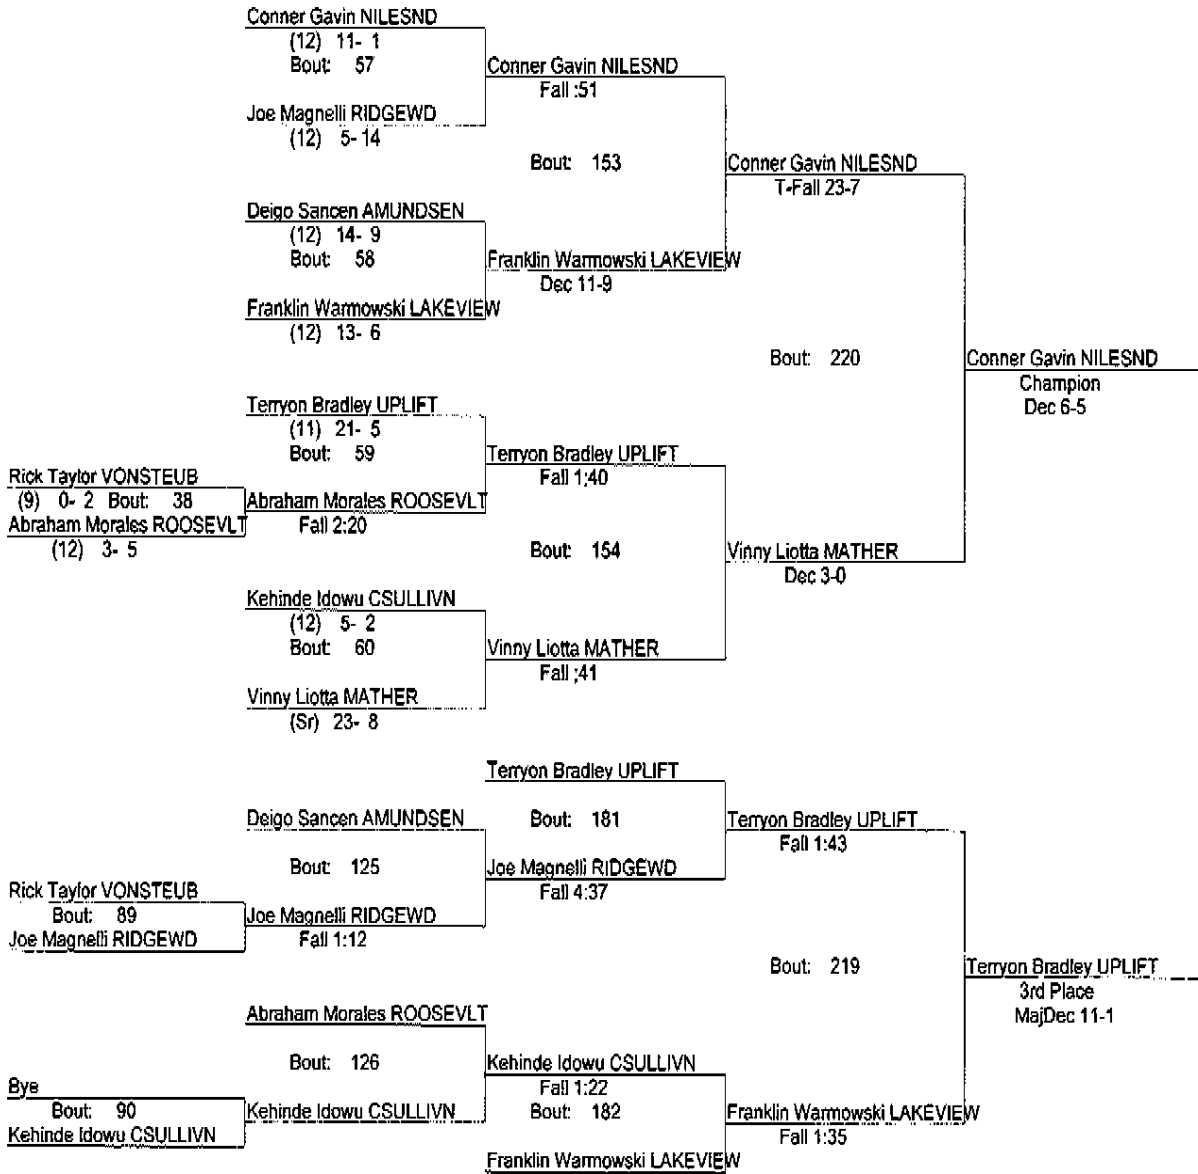 Conner Gavin NILESND
(12) 11- 1
Bout: 57
Conner Gavin NILESND
Fall :51
Joe Magnelli RIDGEWD
(12) 5- 14
Bout: 153
Conner Gavin NILESND
T-Fall 23-7
Deigo Sancen AMUNDSEN
(12) 14- 9
Bout: 58
Franklin Warmowski LAKEVIEW
Dec 11-9
Franklin Warmowski LAKEVIEW
(12) 13- 6
Bout: 220
Conner Gavin NILESND
Champion
Dec 6-5
Terryon Bradley UPLIFT
(11) 21- 5
Bout: 59
Terryon Bradley UPLIFT
Fall 1:40
Rick Taylor VONSTEUB
(9) 0- 2 Bout: 38
Abraham Morales ROOSEVLT
Fall 2:20
Abraham Morales ROOSEVLT
(12) 3- 5
Bout: 154
Vinny Liotta MATHER
Dec 3-0
Kehinde Idowu CSULLIVN
(12) 5- 2
Bout: 60
Vinny Liotta MATHER
Fall :41
Vinny Liotta MATHER
(Sr) 23- 8
Terryon Bradley UPLIFT
Deigo Sancen AMUNDSEN
Bout: 181
Terryon Bradley UPLIFT
Fall 1:43
Bout: 125
Joe Magnelli RIDGEWD
Fall 4:37
Rick Taylor VONSTEUB
Bout: 89
Joe Magnelli RIDGEWD
Fall 1:12
Joe Magnelli RIDGEWD
Bout: 219
Terryon Bradley UPLIFT
3rd Place
MajDec 11-1
Abraham Morales ROOSEVLT
Bout: 126
Kehinde Idowu CSULLIVN
Fall 1:22
Bye
Bout: 90
Kehinde Idowu CSULLIVN
Kehinde Idowu CSULLIVN
Bout: 182
Franklin Warmowski LAKEVIEW
Fall 1:35
Franklin Warmowski LAKEVIEW